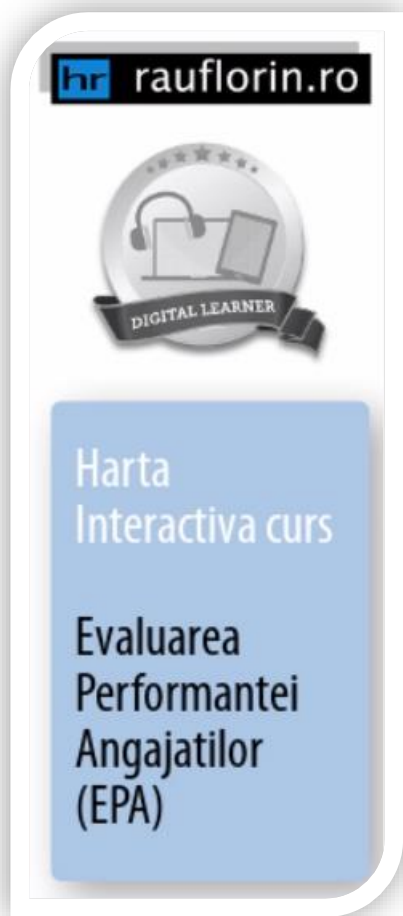 hr rauflorin.ro
DIGITAL LEARNER
Harta
Interactiva curs
Evaluarea
Performantei
Angajatilor
(EPA)